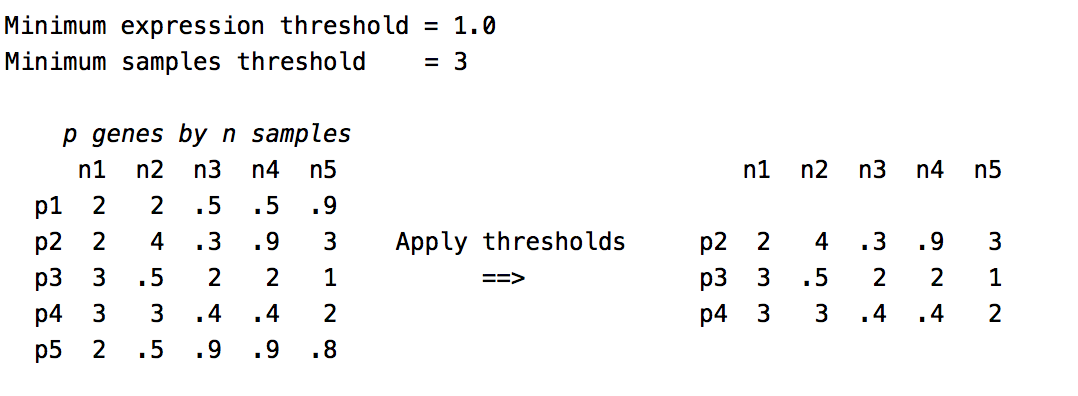 Minimum expression threshold = 1.0
Minimum samples threshold    = 3
p genes by n samples
n1  n2  n3  n4  n5    n1  n2  n3  n4  n5
p1  2   2  .5  .5  .9
p2  2   4  .3  .9   3    Apply thresholds    p2  2   4  .3  .9   3
p3  3  .5   2   2   1    ==>    p3  3  .5   2   2   1
p4  3   3  .4  .4   2    p4  3   3  .4  .4   2
p5  2  .5  .9  .9  .8